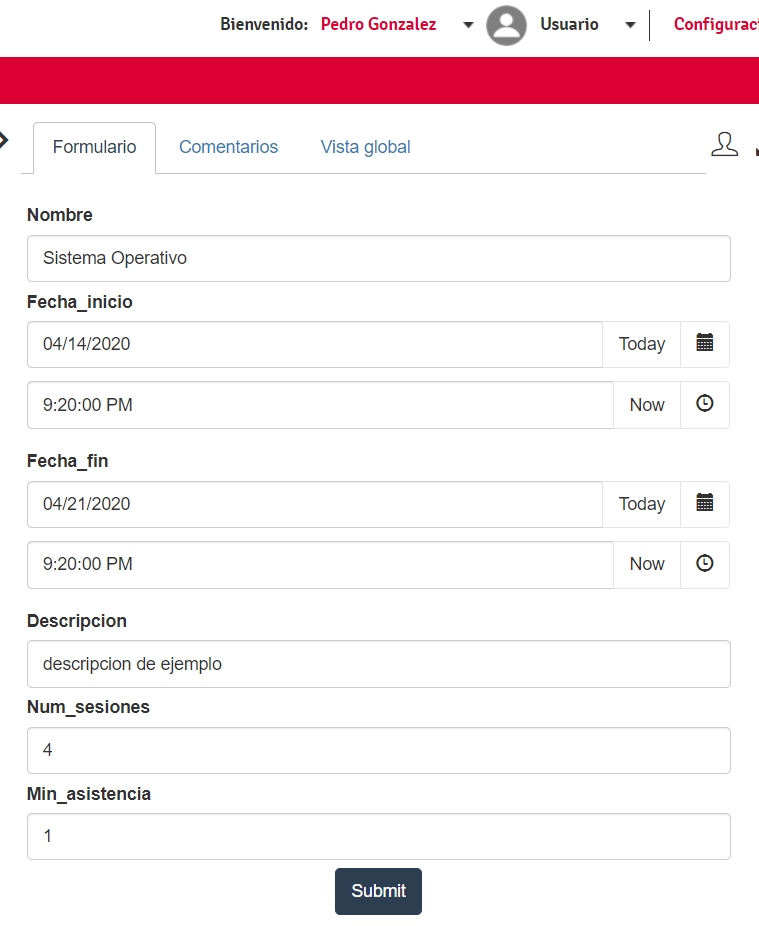 Bienvenido: Pedro Gonzalez Usuario Configuraci
Formulario Comentarios Vista global
Nombre
Sistema Operativo
Fecha_inicio
04/14/2020 Today
9:20:00 PM Now
Fecha_fin
04/21/2020 Today
9:20:00 PM Now
Descripcion
descripcion de ejemplo
Num_sesiones
4
Min_asistencia
1
Submit